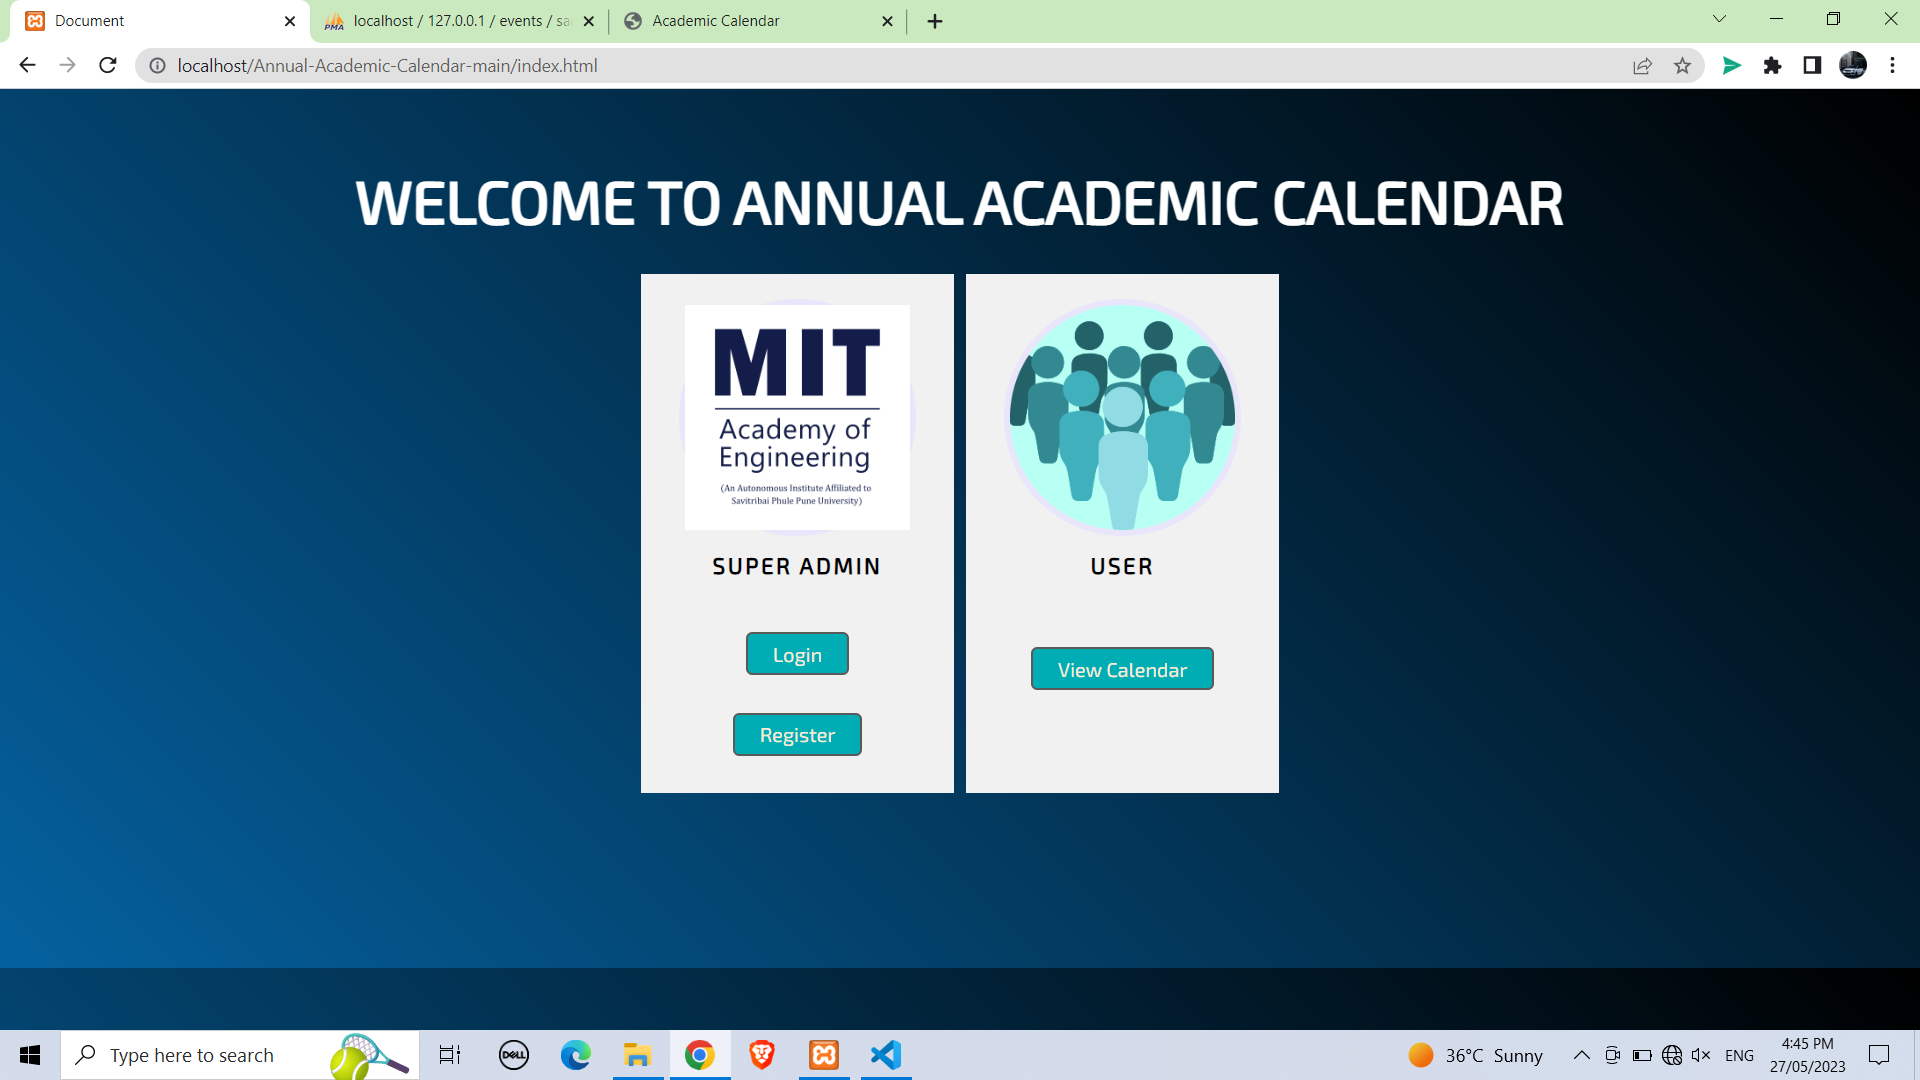 Document
localhost / 127.0.0.1 / events / sa
Academic Calendar
localhost/Annual-Academic-Calendar-main/index.html
WELCOME TO ANNUAL ACADEMIC CALENDAR
MIT
Academy of
Engineering
(An Autonomous Institute Affiliated to
Savitribai Phule Pune University)
SUPER ADMIN
Login
Register
USER
View Calendar
Type here to search
DELL
36°C Sunny
ENG
4:45 PM
27/05/2023